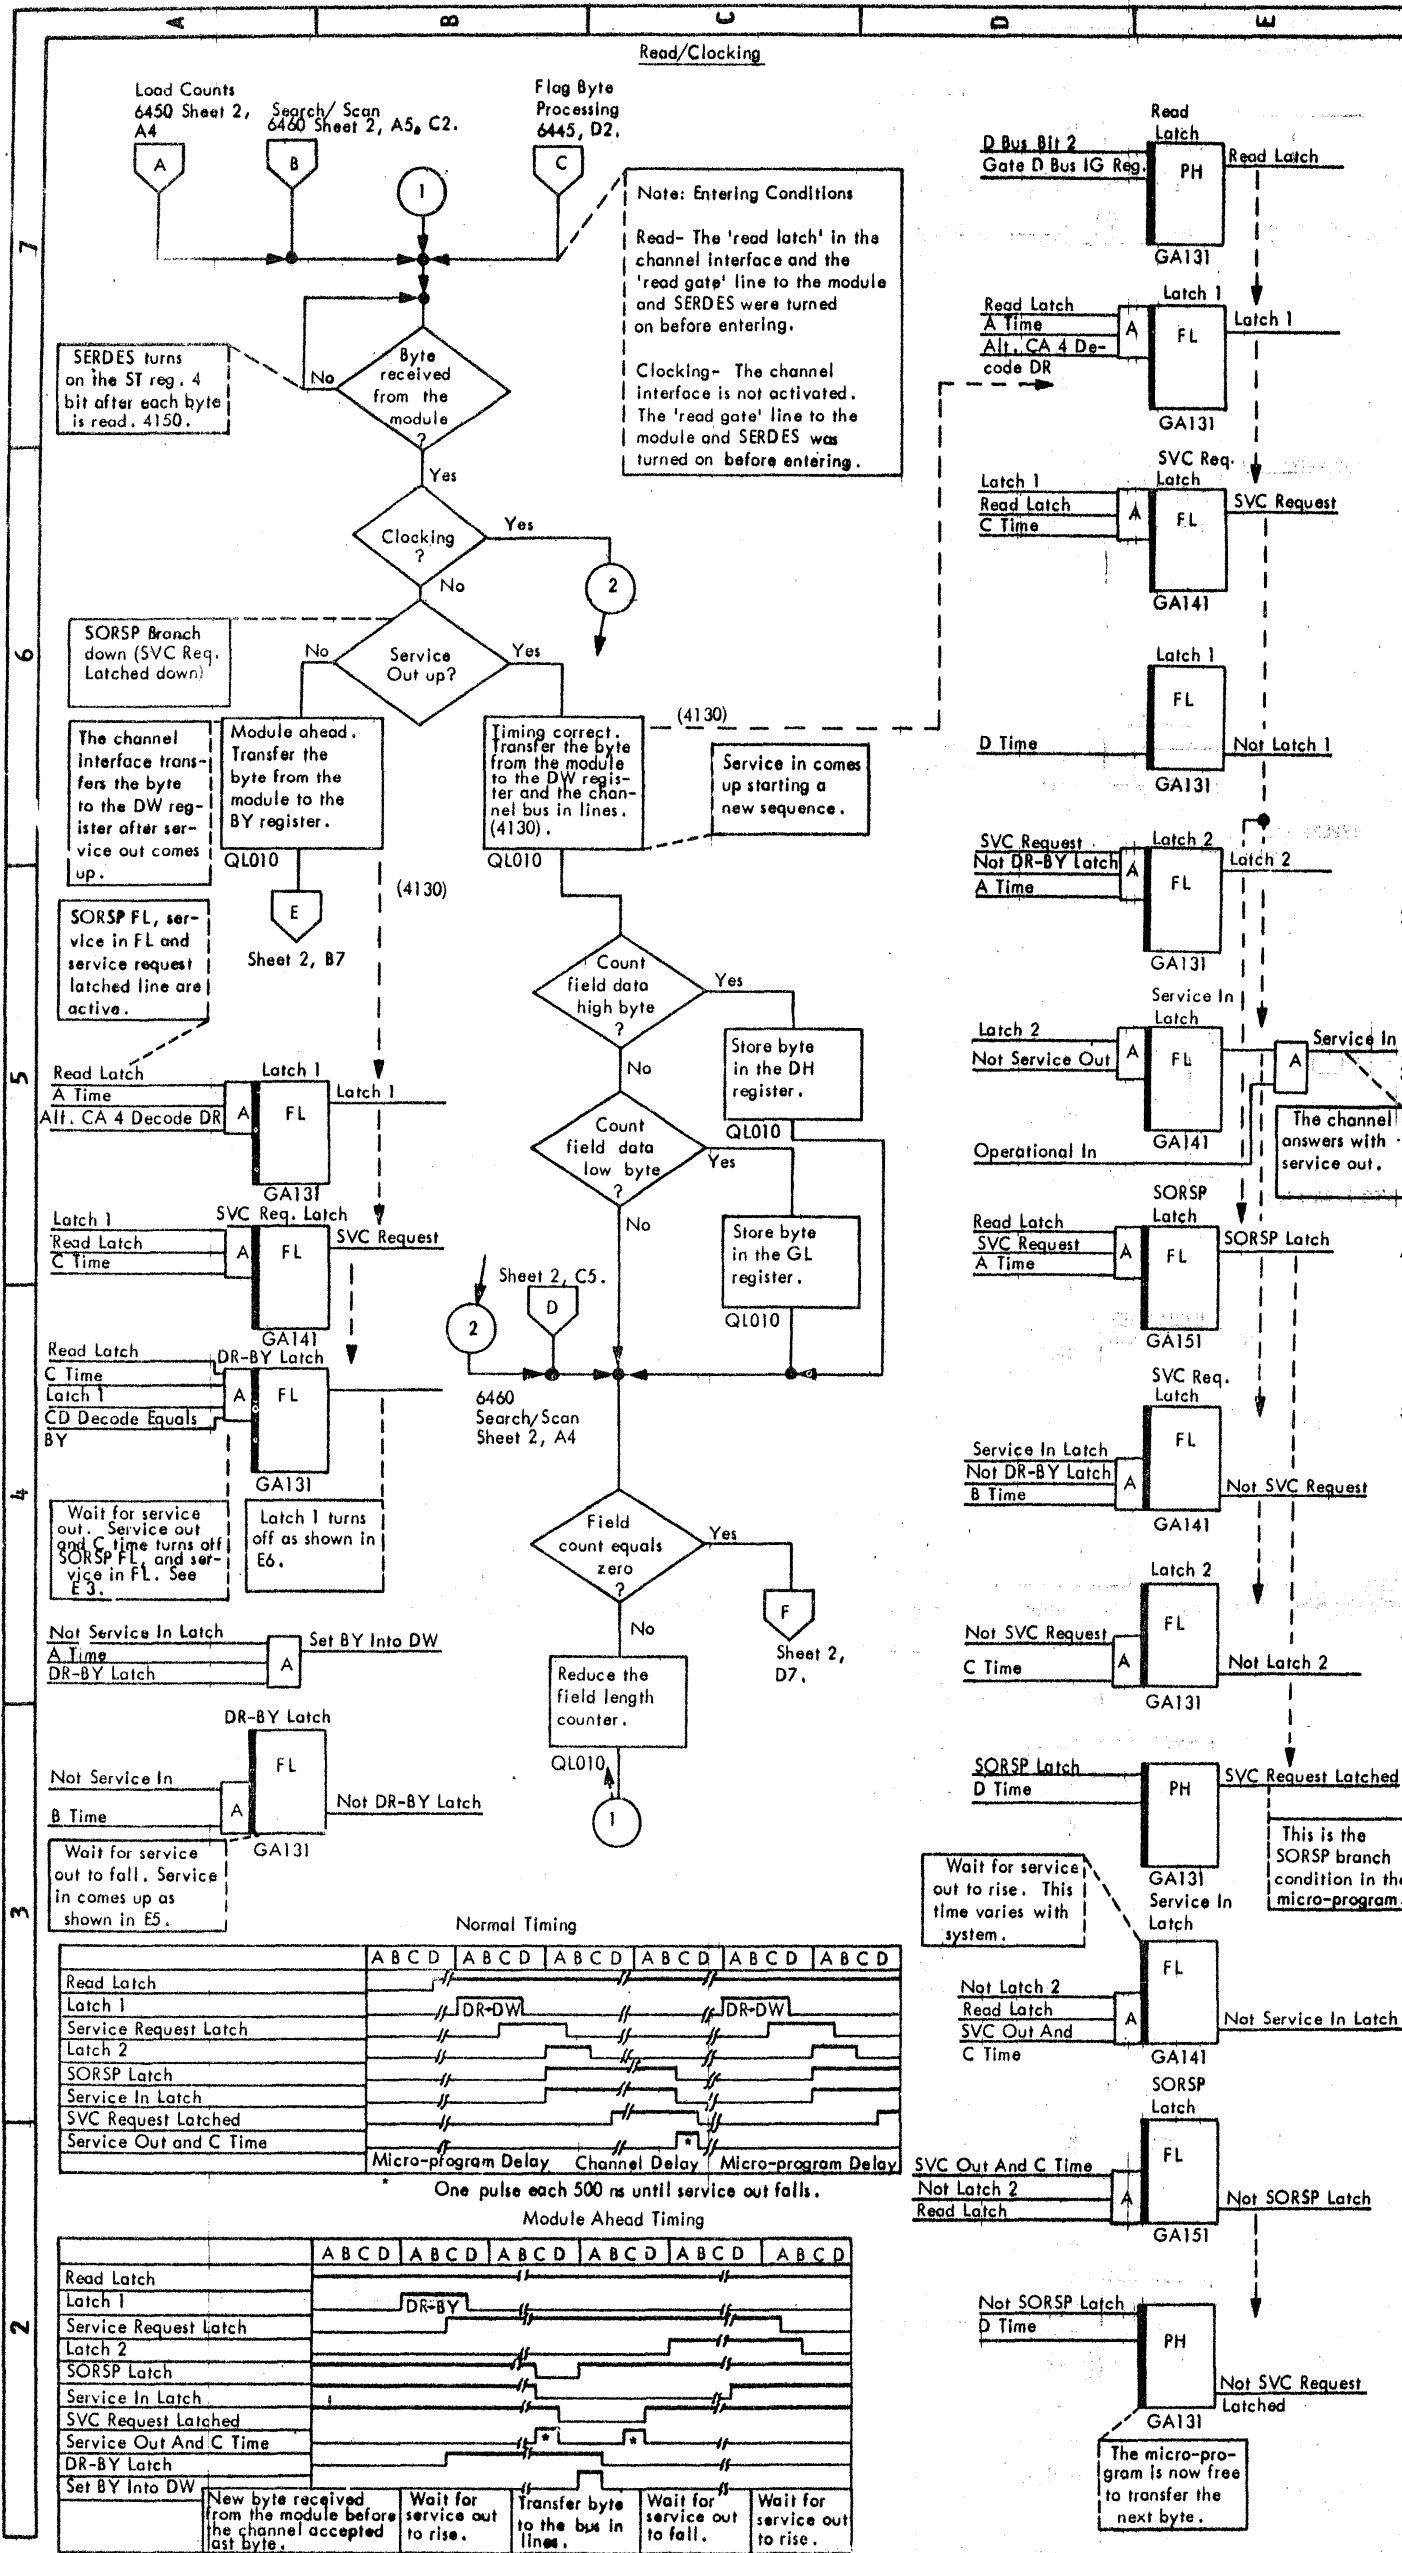 A
B
C
D
E
Read/Clocking
Load Counts
6450 Sheet 2,
A4
A
Search/ Scan
6460 Sheet 2, A5, C2.
B
1
Flag Byte
Processing
6445, D2.
C
Note: Entering Conditions
Read- The 'read latch' in the
channel interface and the
'read gate' line to the module
and SERDES were turned
on before entering.
Clocking- The channel
interface is not activated.
The 'read gate' line to the
module and SERDES was
turned on before entering.
7
SERDES turns
on the ST reg. 4
bit after each byte
is read. 4150.
No
Byte
received
from the
module
?
Yes
Clocking
?
Yes
2
No
SORSP Branch
down (SVC Req.
Latched down)
6
No
Service
Out up?
Yes
The channel
interface trans-
fers the byte
to the DW reg-
ister after ser-
vice out comes
up.
Module ahead.
Transfer the
byte from the
module to the
BY register.
QL010
E
Sheet 2, B7
(4130)
Timing correct.
Transfer the byte
from the module
to the DW regis-
ter and the chan-
nel bus in lines.
(4130).
QL010
(4130)
Service in comes
up starting a
new sequence.
SORSP FL, ser-
vice in FL and
service request
latched line are
active.
Count
field data
high byte
?
Yes
Store byte
in the DH
register.
QL010
No
5
Count
field data
low byte
?
Yes
Store byte
in the GL
register.
QL010
No
Read Latch
A Time
Alt. CA 4 Decode DR
A
Latch 1
FL
Latch 1
GA131
Latch 1
Read Latch
C Time
A
SVC Req. Latch
FL
SVC Request
GA141
Read Latch
C Time
Latch 1
CD Decode Equals
BY
A
DR-BY Latch
FL
GA131
2
Sheet 2, C5.
D
6460
Search/Scan
Sheet 2, A4
4
Wait for service
out. Service out
and C time turns off
SORSP FL, and ser-
vice in FL. See
E3.
Latch 1 turns
off as shown in
E6.
Field
count equals
zero
?
Yes
F
Sheet 2,
D7.
No
Reduce the
field length
counter.
QL010
1
Not Service In Latch
A Time
DR-BY Latch
A
Set BY Into DW
DR-BY Latch
FL
Not Service In
B Time
A
Not DR-BY Latch
GA131
Wait for service
out to fall. Service
in comes up as
shown in E5.
3
D Bus Bit 2
Gate D Bus IG Reg.
Read
Latch
PH
Read Latch
GA131
Read Latch
A Time
Alt. CA 4 De-
code DR
A
Latch 1
FL
Latch 1
GA131
Latch 1
Read Latch
C Time
A
SVC Req.
Latch
FL
SVC Request
GA141
Latch 1
FL
D Time
Not Latch 1
GA131
SVC Request
Not DR-BY Latch
A Time
A
Latch 2
FL
Latch 2
GA131
Latch 2
Not Service Out
A
Service In
Latch
FL
GA141
Operational In
A
Service In
The channel
answers with
service out.
Read Latch
SVC Request
A Time
A
SORSP
Latch
FL
SORSP Latch
GA151
SVC Req.
Latch
FL
Service In Latch
Not DR-BY Latch
B Time
A
Not SVC Request
GA141
Latch 2
FL
Not SVC Request
C Time
A
Not Latch 2
GA131
SORSP Latch
D Time
PH
SVC Request Latched
GA131
This is the
SORSP branch
condition in the
micro-program.
Wait for service
out to rise. This
time varies with
system.
Service In
Latch
FL
Not Latch 2
Read Latch
SVC Out And
C Time
A
Not Service In Latch
GA141
SORSP
Latch
FL
SVC Out And C Time
Not Latch 2
Read Latch
A
Not SORSP Latch
GA151
Not SORSP Latch
D Time
PH
Not SVC Request
Latched
GA131
The micro-pro-
gram is now free
to transfer the
next byte.
Normal Timing
A B C D A B C D A B C D A B C D A B C D A B C D
Read Latch
Latch 1
DR→DW
DR→DW
Service Request Latch
Latch 2
SORSP Latch
Service In Latch
SVC Request Latched
Service Out and C Time
*
Micro-program Delay
Channel Delay
Micro-program Delay
* One pulse each 500 ns until service out falls.
Module Ahead Timing
A B C D A B C D A B C D A B C D A B C D A B C D
2
Read Latch
Latch 1
DR→BY
Service Request Latch
Latch 2
SORSP Latch
Service In Latch
SVC Request Latched
Service Out And C Time
*
*
DR-BY Latch
Set BY Into DW
New byte received
from the module before
the channel accepted
last byte.
Wait for
service out
to rise.
Transfer byte
to the bus in
lines.
Wait for
service out
to fall.
Wait for
service out
to rise.